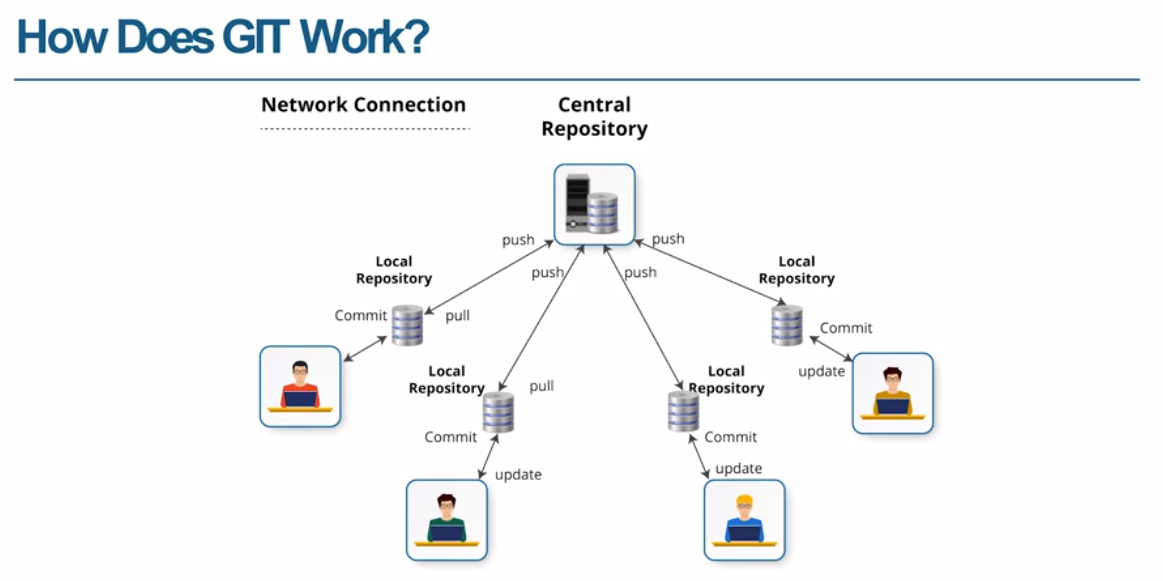 How Does GIT Work?
Network Connection
Central
Repository
push
push
push
push
Local
Repository
Local
Repository
Commit
pull
Commit
update
Local
Repository
pull
Local
Repository
Commit
update
Commit
update